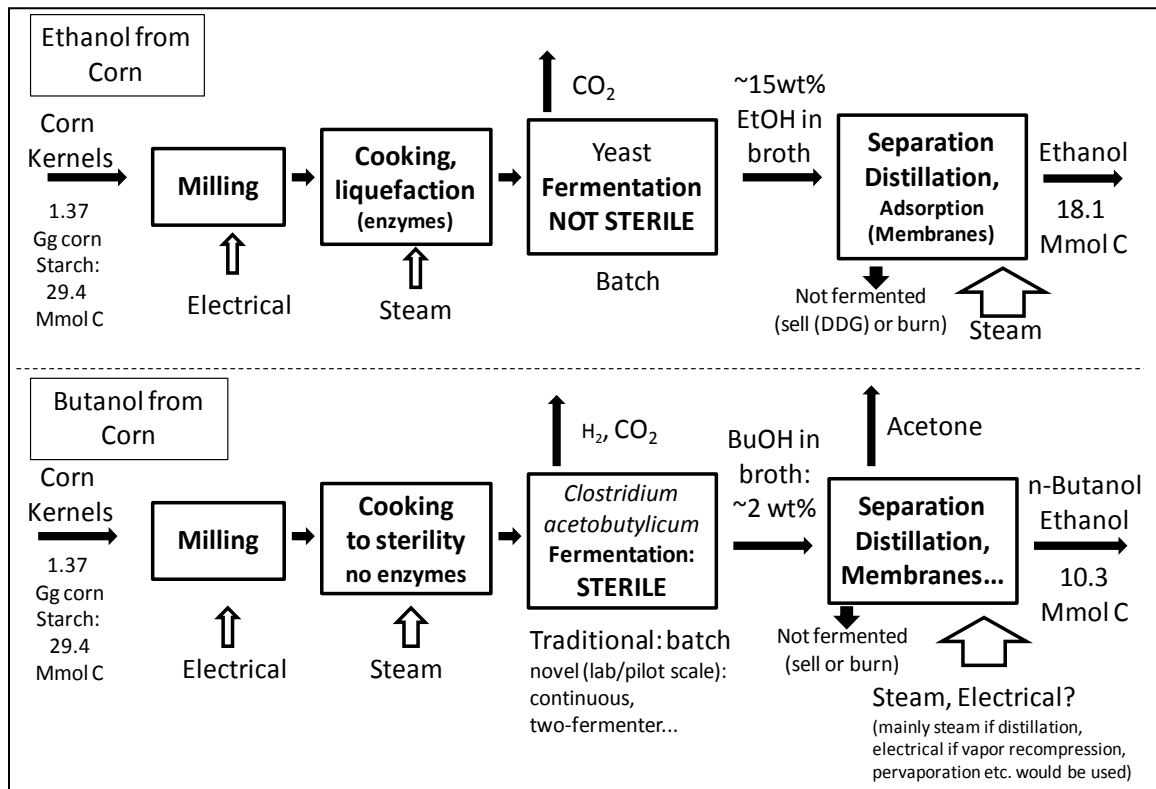 Ethanol from
Corn
Corn
Kernels
1.37
Gg corn
Starch:
29.4
Mmol C
Milling
Electrical
Cooking,
liquefaction
(enzymes)
Steam
CO2
Yeast
Fermentation
NOT STERILE
Batch
~15wt%
EtOH in
broth
Separation
Distillation,
Adsorption
(Membranes)
Not fermented
(sell (DDG) or burn)
Steam
Ethanol
18.1
Mmol C
Butanol from
Corn
Corn
Kernels
1.37
Gg corn
Starch:
29.4
Mmol C
Milling
Electrical
Cooking
to sterility
no enzymes
Steam
H2, CO2
Clostridium
acetobutylicum
Fermentation:
STERILE
Traditional: batch
novel (lab/pilot scale):
continuous,
two-fermenter...
BuOH in
broth:
~2 wt%
Acetone
Separation
Distillation,
Membranes...
Not fermented
(sell or burn)
Steam, Electrical?
(mainly steam if distillation,
electrical if vapor recompression,
pervaporation etc. would be used)
n-Butanol
Ethanol
10.3
Mmol C